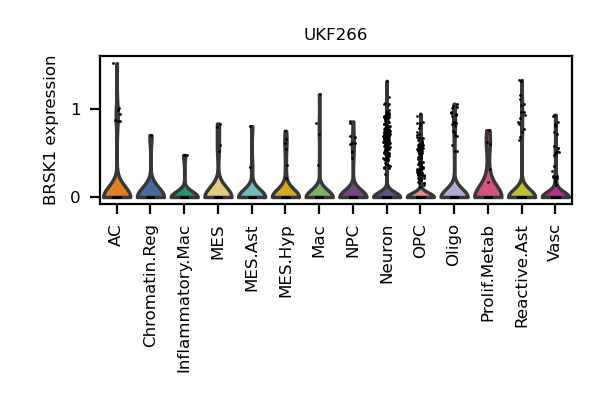 UKF266
BRSK1 expression
1
0
AC
Chromatin.Reg
Inflammatory.Mac
MES
MES.Ast
MES.Hyp
Mac
NPC
Neuron
OPC
Oligo
Prolif.Metab
Reactive.Ast
Vasc